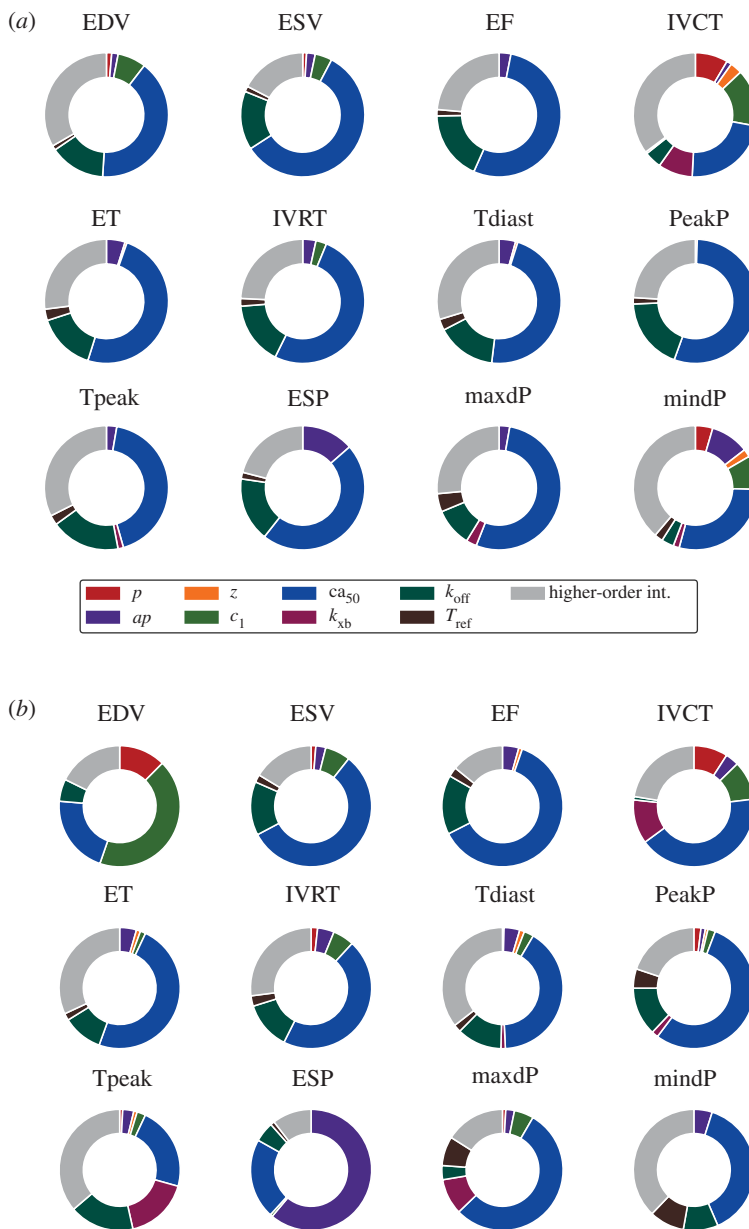 (a)
EDV ESV EF IVCT
ET IVRT Tdiast PeakP
Tpeak ESP maxdP mindP
p z ca50 koff higher-order int.
ap c1 kxb Tref
(b)
EDV ESV EF IVCT
ET IVRT Tdiast PeakP
Tpeak ESP maxdP mindP